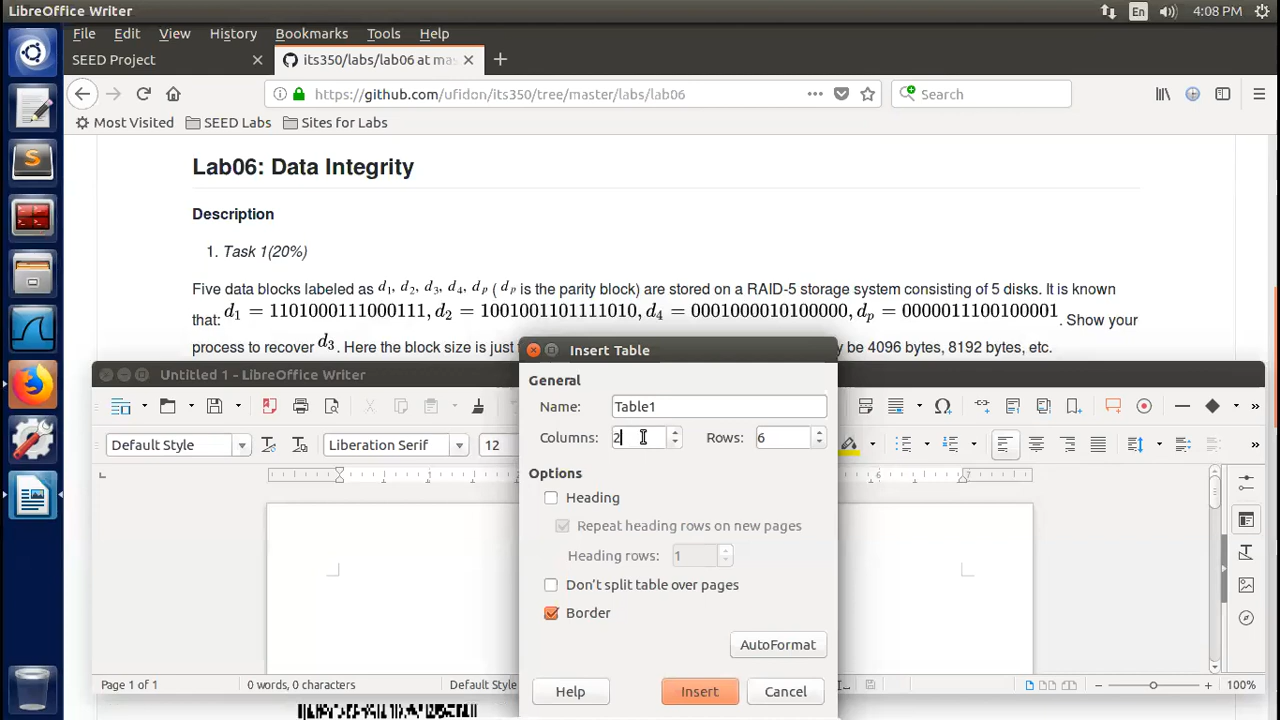 LibreOffice Writer
En
4:08 PM
File Edit View History Bookmarks Tools Help
SEED Project
its350/labs/lab06 at mas
https://github.com/ufidon/its350/tree/master/labs/lab06
Search
Most Visited
SEED Labs
Sites for Labs
Lab06: Data Integrity
Description
1. Task 1(20%)
Five data blocks labeled as d₁, d₂, d₃, d₄, dₚ ( dₚ is the parity block) are stored on a RAID-5 storage system consisting of 5 disks. It is known
that: d₁ = 1101000111000111, d₂ = 1001001101111010, d₄ = 0001000010100000, dₚ = 0000011100100001. Show your
process to recover d₃. Here the block size is just
be 4096 bytes, 8192 bytes, etc.
Untitled 1 - LibreOffice Writer
Insert Table
General
Name: Table1
Columns: 2 Rows: 6
Options
Heading
Repeat heading rows on new pages
Heading rows: 1
Don't split table over pages
Border
AutoFormat
Help
Insert
Cancel
Default Style
Liberation Serif
12
1
6
7
Page 1 of 1
0 words, 0 characters
Default Style
100%